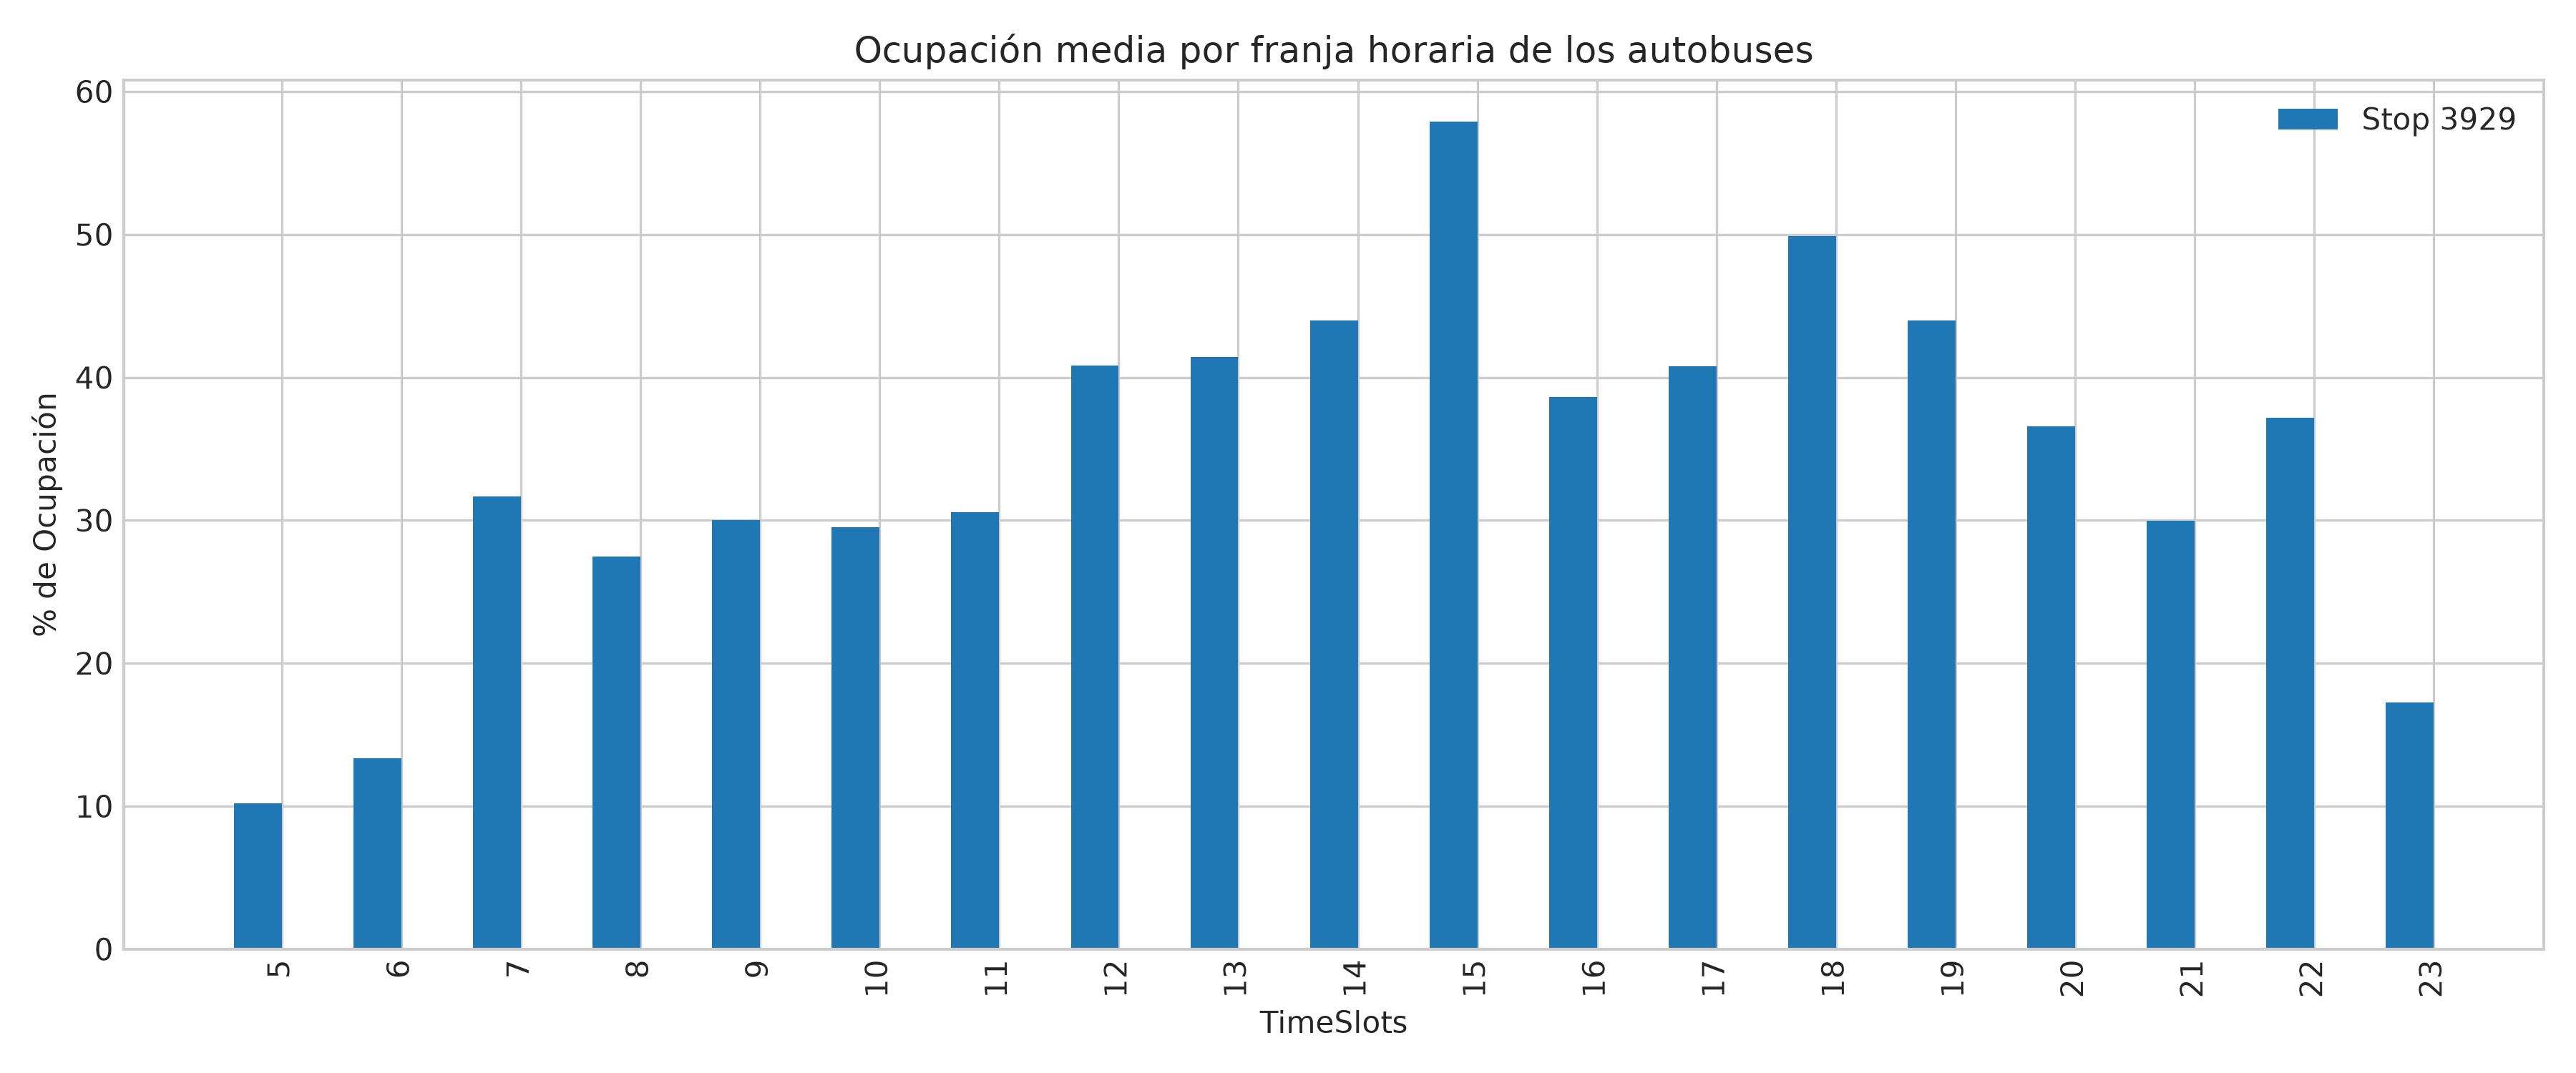 Ocupación media por franja horaria de los autobuses
Stop 3929
% de Ocupación
60
50
40
30
20
10
0
5 6 7 8 9 10 11 12 13 14 15 16 17 18 19 20 21 22 23
TimeSlots